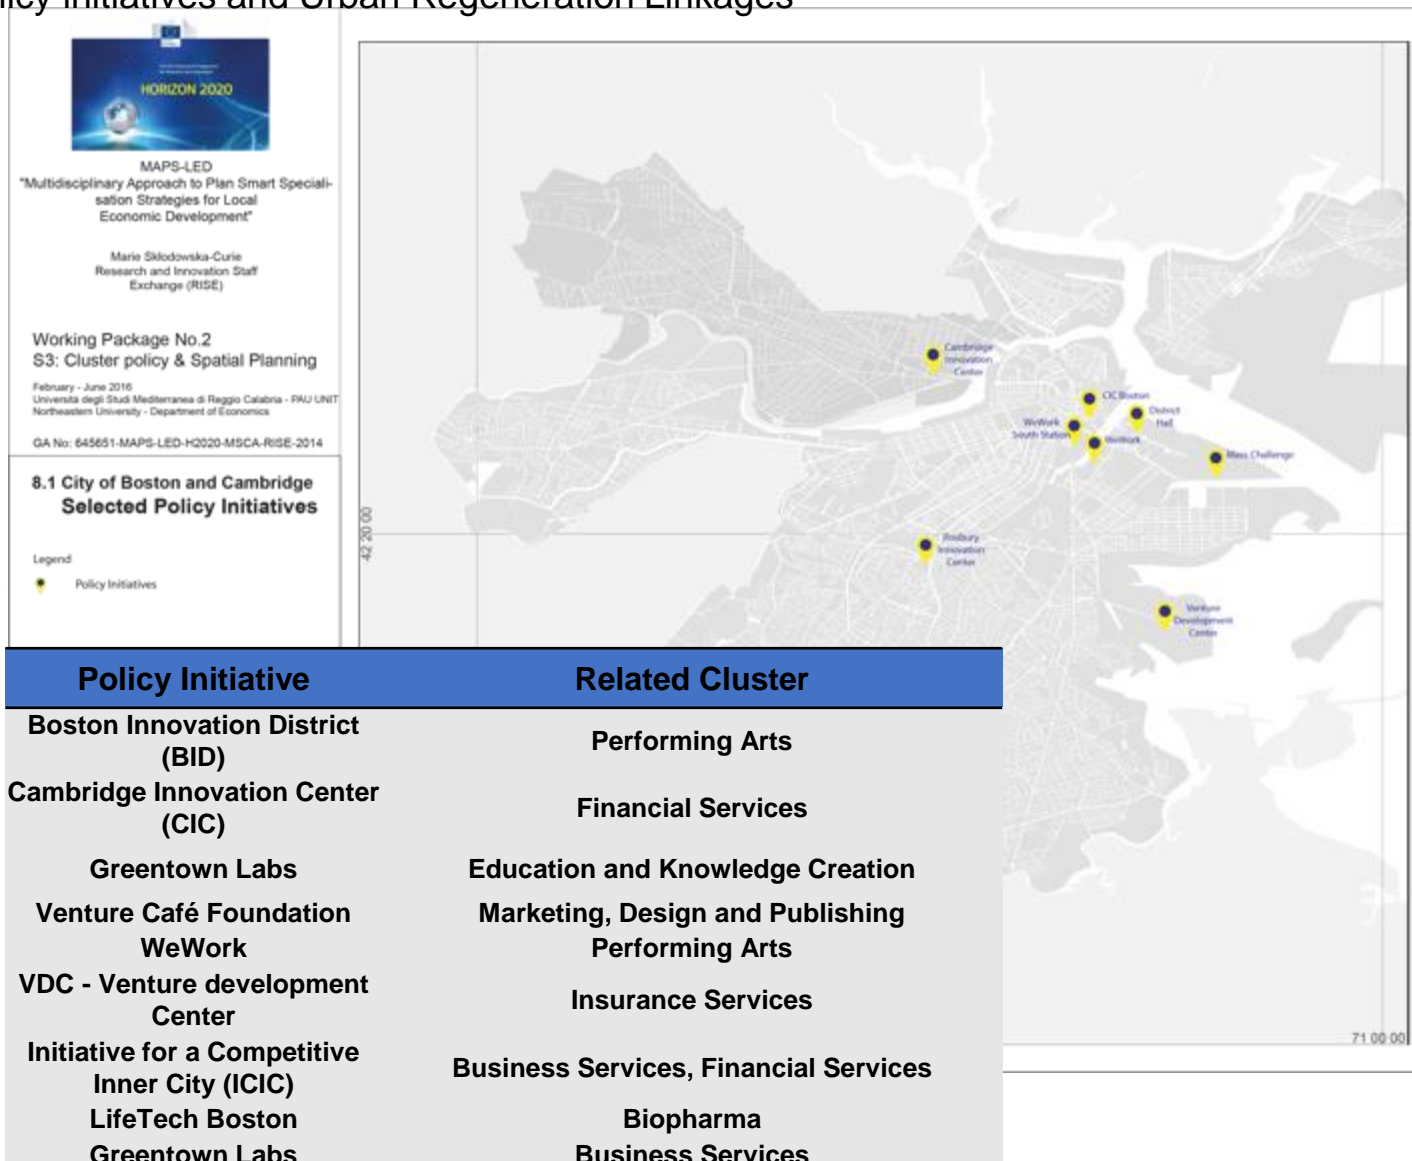 cy Initiatives and Urban Regeneration Linkages
HORIZON 2020
MAPS-LED
"Multidisciplinary Approach to Plan Smart Speciali-
sation Strategies for Local
Economic Development"
Marie Skłodowska-Curie
Research and Innovation Staff
Exchange (RISE)
Working Package No.2
S3: Cluster policy & Spatial Planning
February - June 2016
Università degli Studi Mediterranea di Reggio Calabria - PAU UNIT
Northeastern University - Department of Economics
GA No: 645651-MAPS-LED-H2020-MSCA-RISE-2014
8.1 City of Boston and Cambridge
Selected Policy Initiatives
Legend
Policy Initiatives
Cambridge
Innovation
Center
CIC Boston
District
Hall
WeWork
South Station
WeWork
Mass Challenge
Roxbury
Innovation
Center
Venture
Development
Center
42 20 00
71 00 00
Policy Initiative Related Cluster
Boston Innovation District
(BID)
Performing Arts
Cambridge Innovation Center
(CIC)
Financial Services
Greentown Labs Education and Knowledge Creation
Venture Café Foundation Marketing, Design and Publishing
WeWork Performing Arts
VDC - Venture development
Center
Insurance Services
Initiative for a Competitive
Inner City (ICIC)
Business Services, Financial Services
LifeTech Boston Biopharma
Greentown Labs Business Services